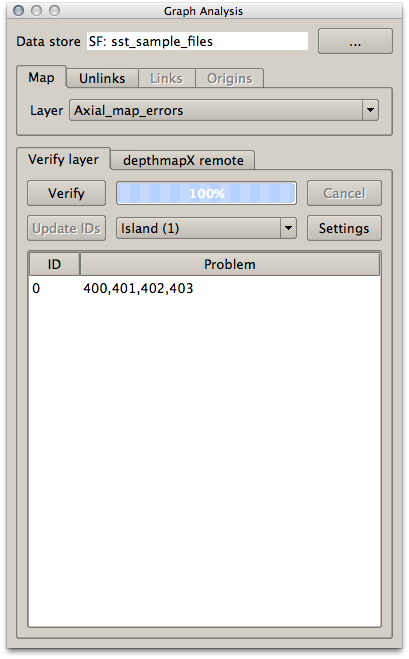 Graph Analysis
Data store SF: sst_sample_files ...
Map Unlinks Links Origins
Layer Axial_map_errors
Verify layer depthmapX remote
Verify 100% Cancel
Update IDs Island (1) Settings
ID Problem
0 400,401,402,403